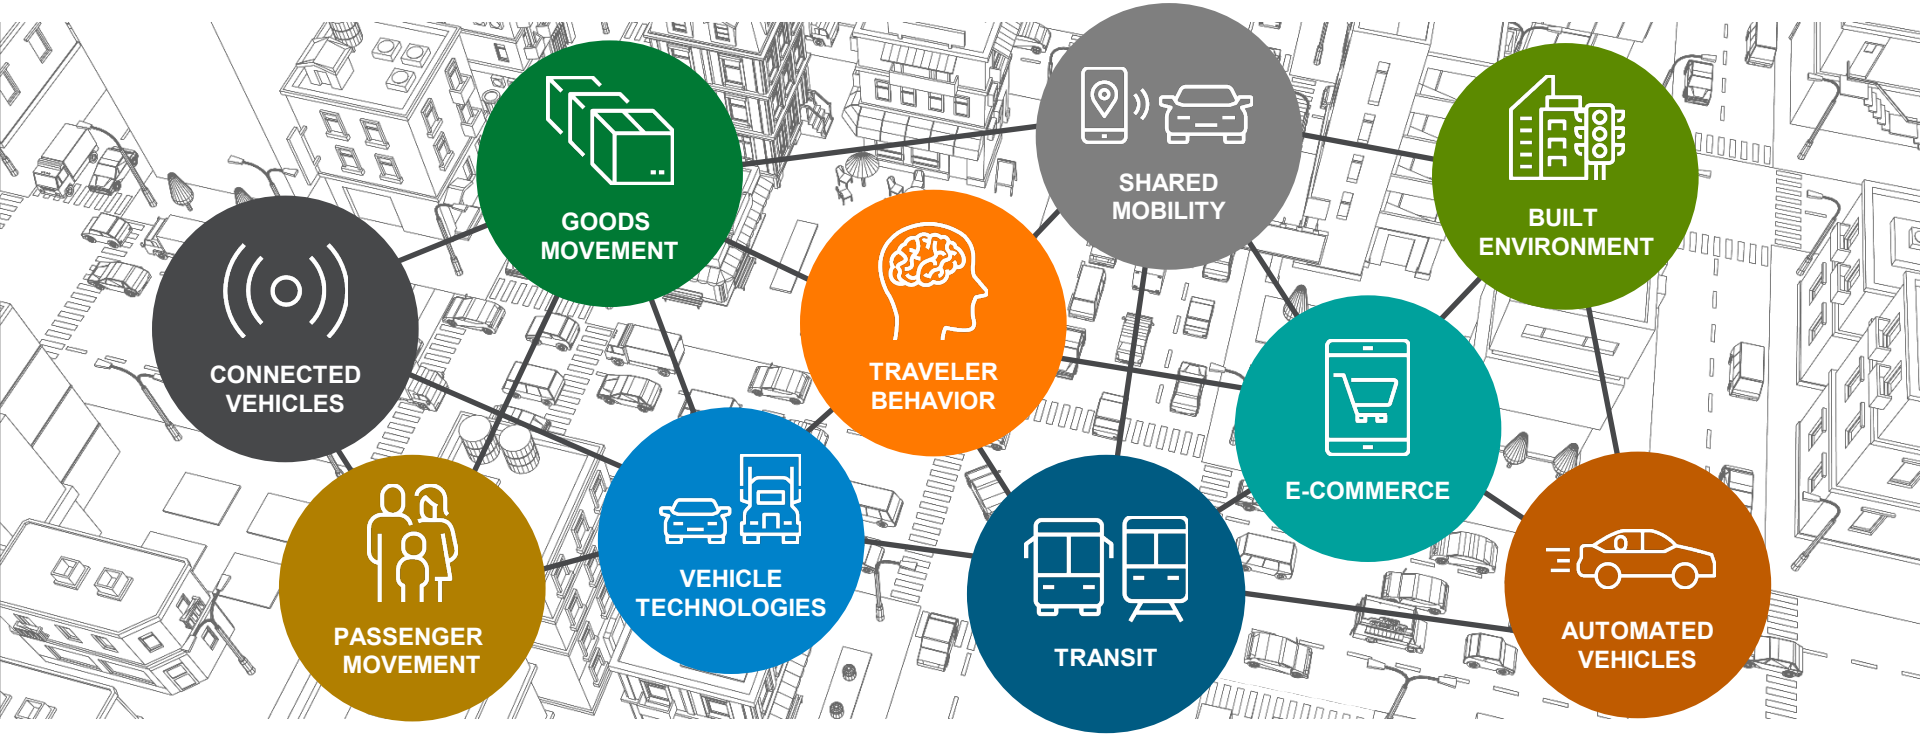 GOODS
MOVEMENT
SHARED
MOBILITY
BUILT
ENVIRONMENT
CONNECTED
VEHICLES
TRAVELER
BEHAVIOR
E-COMMERCE
PASSENGER
MOVEMENT
VEHICLE
TECHNOLOGIES
TRANSIT
AUTOMATED
VEHICLES